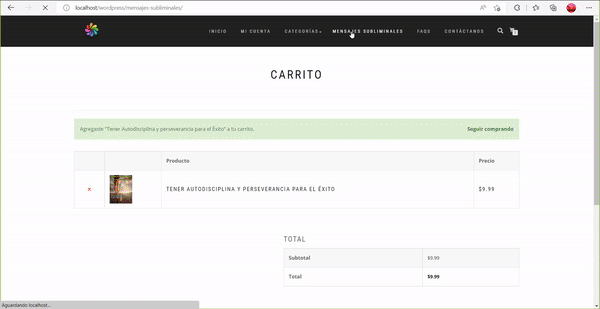 localhost/wordpress/mensajes-subliminales/
INICIO MI CUENTA CATEGORÍAS MENSAJES SUBLIMINALES FAQS CONTÁCTANOS
CARRITO
Agregaste "Tener Autodisciplina y perseverancia para el Éxito" a tu carrito. Seguir comprando
Producto Precio
× TENER AUTODISCIPLINA Y PERSEVERANCIA PARA EL ÉXITO $9.99
TOTAL
Subtotal $9.99
Total $9.99
Aguardando localhost...